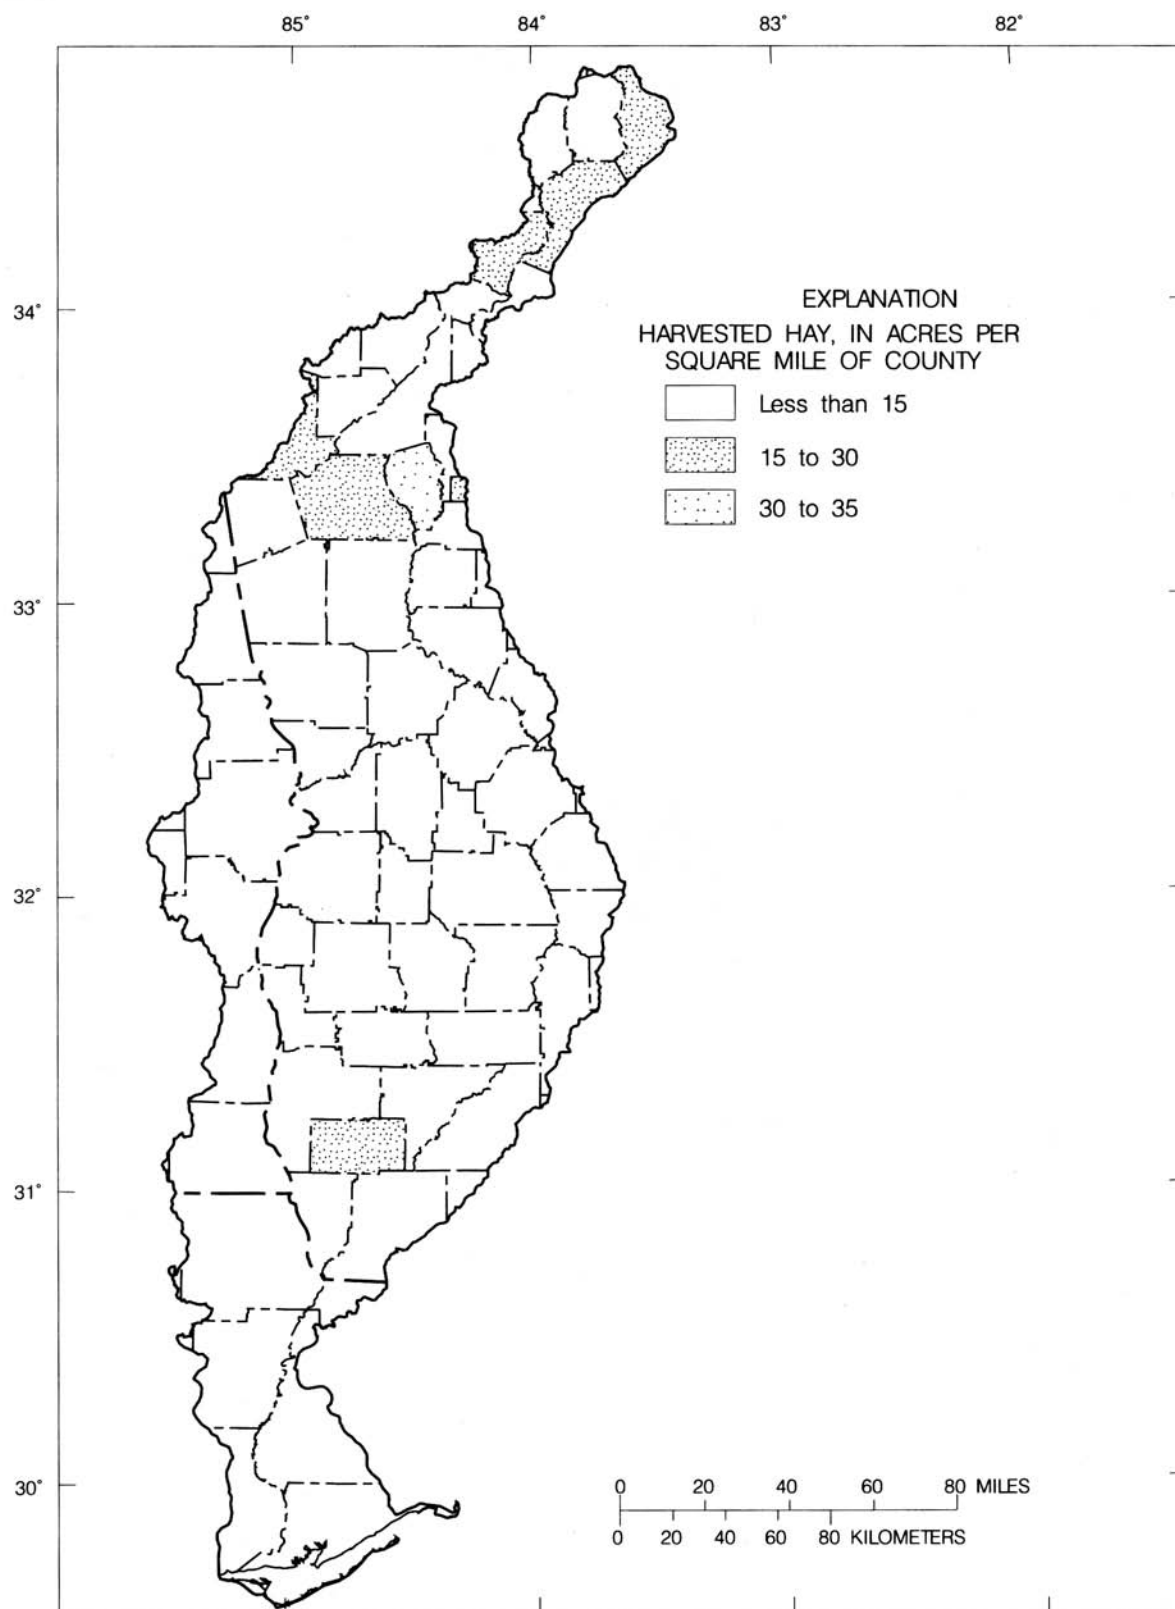 85° 84° 83° 82°
34°
33°
32°
31°
30°
EXPLANATION
HARVESTED HAY, IN ACRES PER
SQUARE MILE OF COUNTY
Less than 15
15 to 30
30 to 35
0 20 40 60 80 MILES
0 20 40 60 80 KILOMETERS